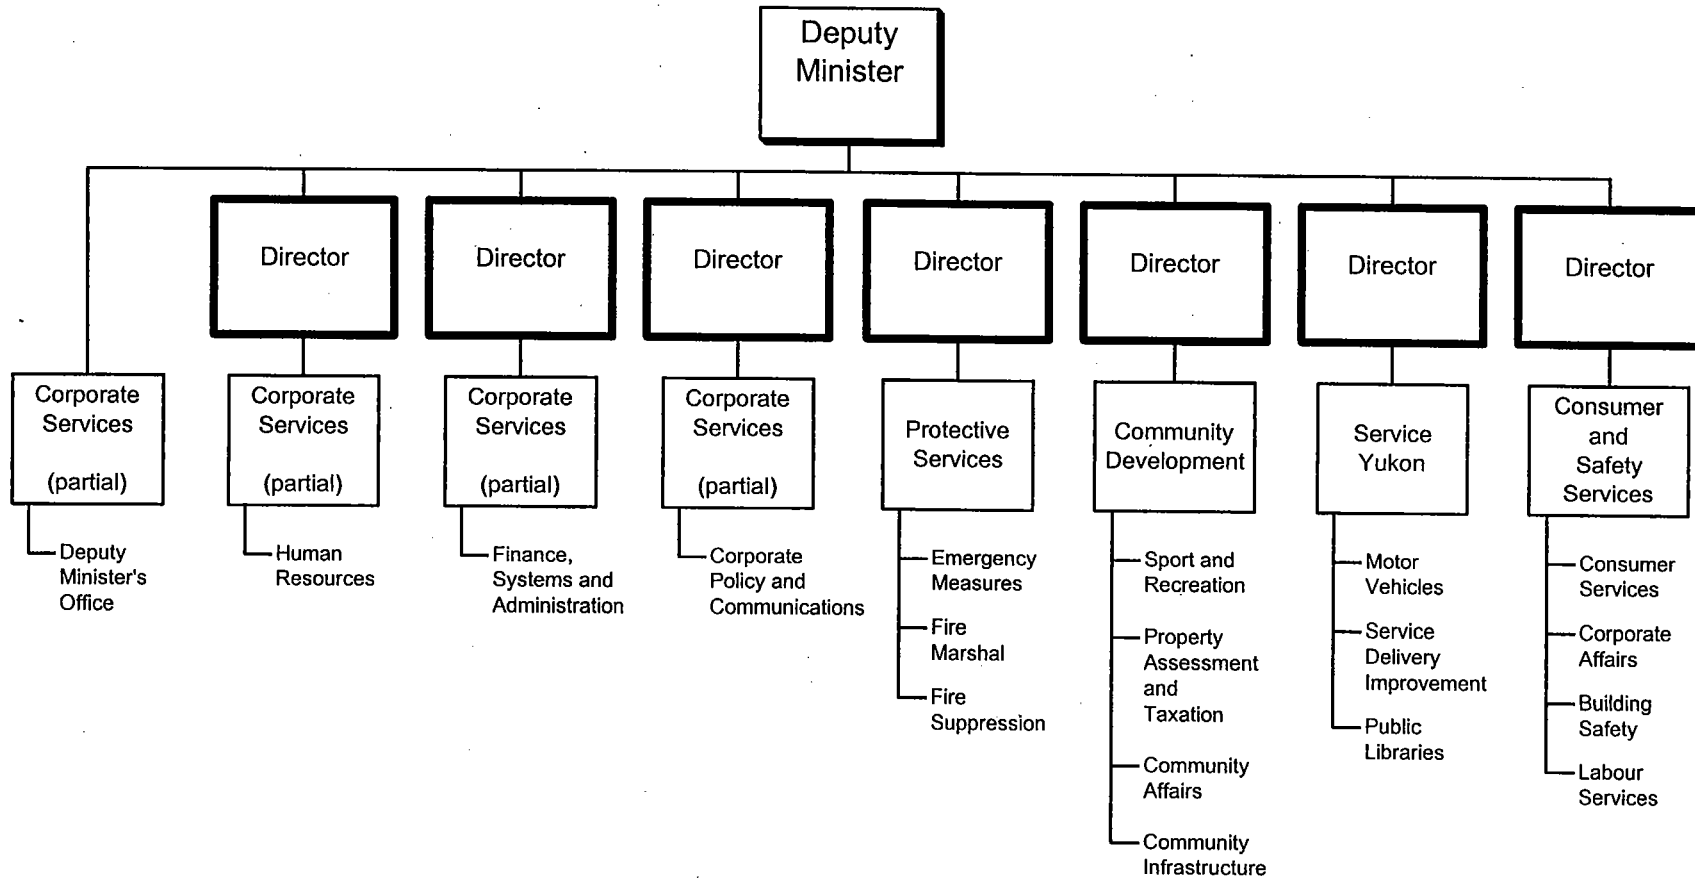 Deputy
Minister
Director
Director
Director
Director
Director
Director
Director
Corporate
Services
(partial)
Deputy
Minister's
Office
Corporate
Services
(partial)
Human
Resources
Corporate
Services
(partial)
Finance,
Systems and
Administration
Corporate
Services
(partial)
Corporate
Policy and
Communications
Protective
Services
Emergency
Measures
Fire
Marshal
Fire
Suppression
Community
Development
Sport and
Recreation
Property
Assessment
and
Taxation
Community
Affairs
Community
Infrastructure
Service
Yukon
Motor
Vehicles
Service
Delivery
Improvement
Public
Libraries
Consumer
and
Safety
Services
Consumer
Services
Corporate
Affairs
Building
Safety
Labour
Services